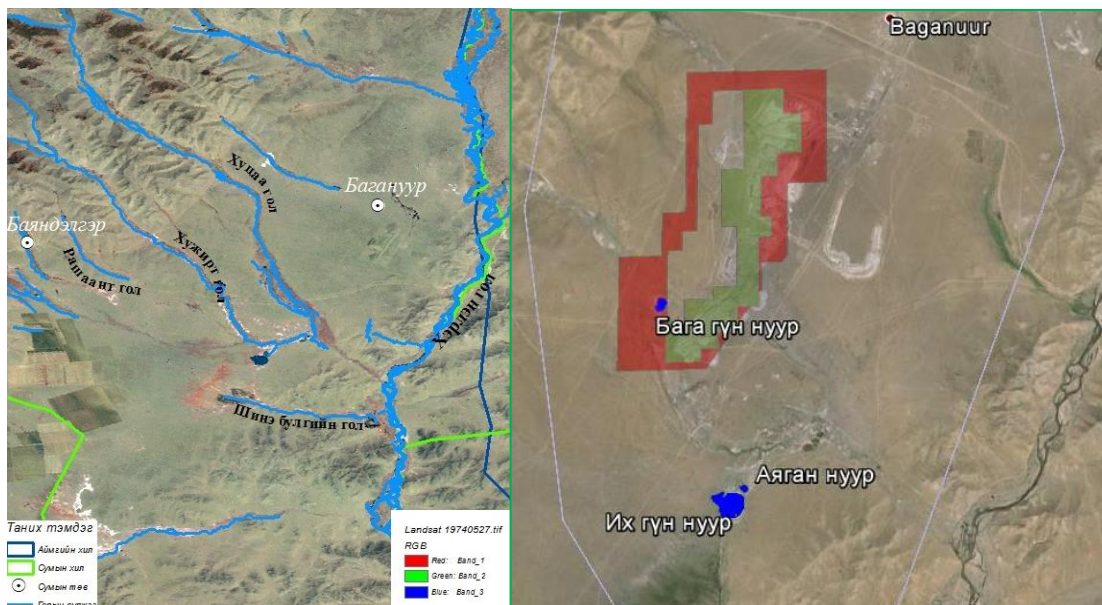 Хуцаа гол
Багануур
Баяндэлгэр
Хужирт гол
Рашаант гол
Хэрлэнгол
Шинэ булгийн гол
Таних тэмдэг
Аймгийн хил
Сумын хил
Сумын төв
Landsat 19740527.tif
RGB
Red: Band_1
Green: Band_2
Blue: Band_3
Baganuur
Бага гүн нуур
Аяган нуур
Их гүн нуур